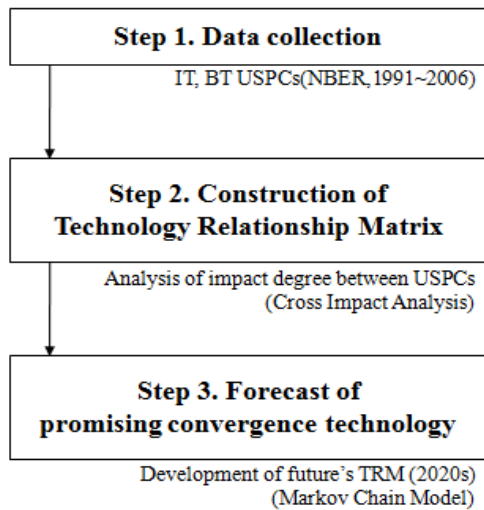 Step 1. Data collection
IT, BT USPCs(NBER,1991~2006)
Step 2. Construction of
Technology Relationship Matrix
Analysis of impact degree between USPCs
(Cross Impact Analysis)
Step 3. Forecast of
promising convergence technology
Development of future's TRM (2020s)
(Markov Chain Model)